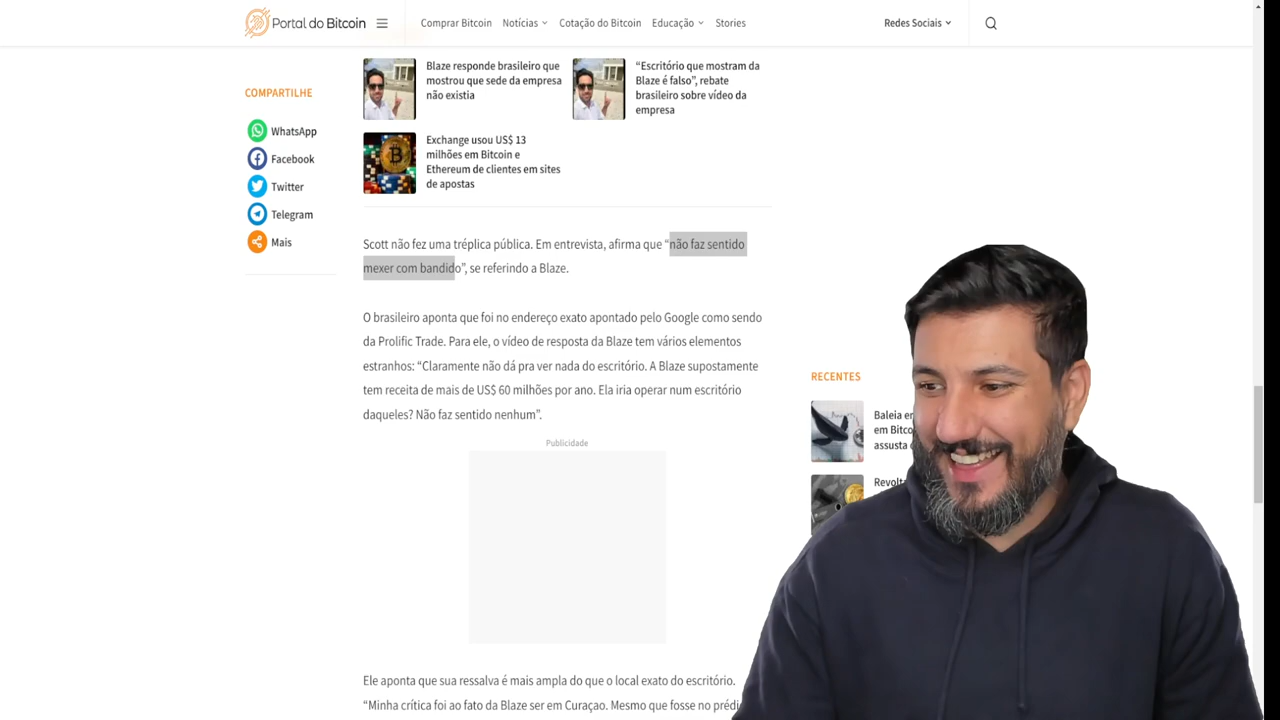 Portal do Bitcoin
Comprar Bitcoin
Notícias
Cotação do Bitcoin
Educação
Stories
Redes Sociais
COMPARTILHE
WhatsApp
Facebook
Twitter
Telegram
Mais
Blaze responde brasileiro que
mostrou que sede da empresa
não existia
“Escritório que mostram da
Blaze é falso”, rebate
brasileiro sobre vídeo da
empresa
Exchange usou US$ 13
milhões em Bitcoin e
Ethereum de clientes em sites
de apostas
Scott não fez uma tréplica pública. Em entrevista, afirma que “não faz sentido
mexer com bandido”, se referindo a Blaze.
O brasileiro aponta que foi no endereço exato apontado pelo Google como sendo
da Prolific Trade. Para ele, o vídeo de resposta da Blaze tem vários elementos
estranhos: “Claramente não dá pra ver nada do escritório. A Blaze supostamente
tem receita de mais de US$ 60 milhões por ano. Ela iria operar num escritório
daqueles? Não faz sentido nenhum”.
Publicidade
Ele aponta que sua ressalva é mais ampla do que o local exato do escritório.
“Minha crítica foi ao fato da Blaze ser em Curaçao. Mesmo que fosse no
RECENTES
Baleia
em
assusta